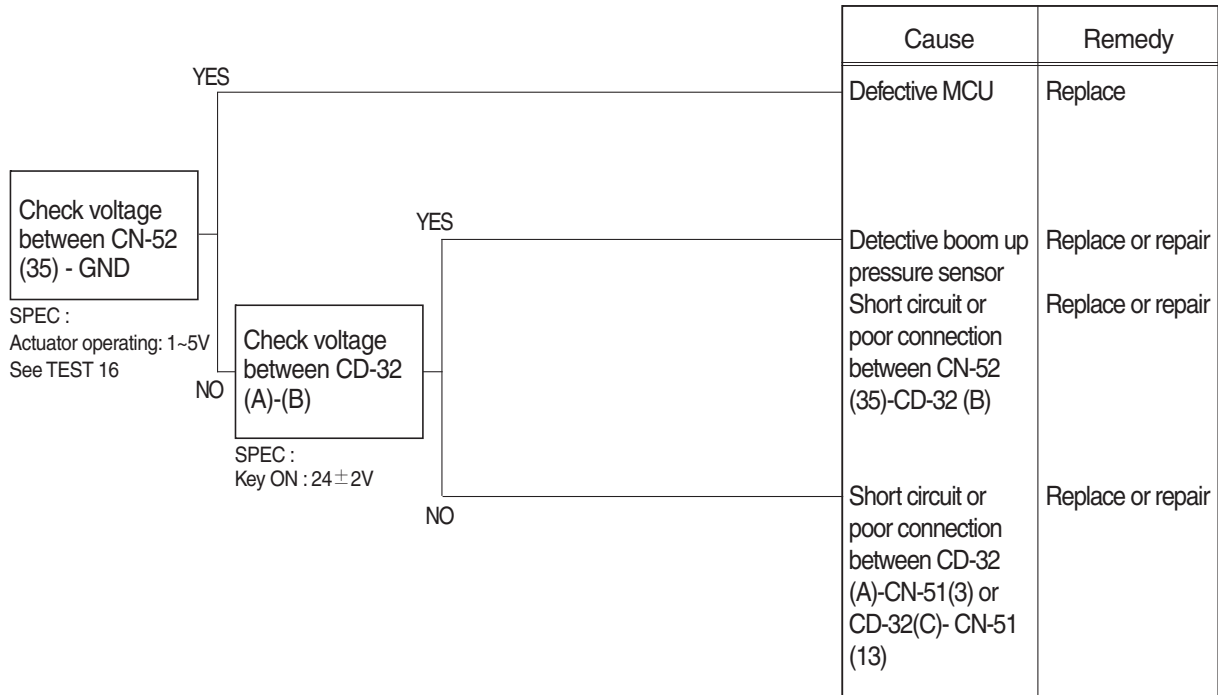 Cause
Remedy
YES
Defective MCU
Replace
Check voltage
between CN-52
(35) - GND
SPEC :
Actuator operating: 1~5V
See TEST 16
NO
YES
Detective boom up
pressure sensor
Replace or repair
Short circuit or
poor connection
between CN-52
(35)-CD-32 (B)
Replace or repair
Check voltage
between CD-32
(A)-(B)
SPEC :
Key ON : 24±2V
NO
Short circuit or
poor connection
between CD-32
(A)-CN-51(3) or
CD-32(C)- CN-51
(13)
Replace or repair